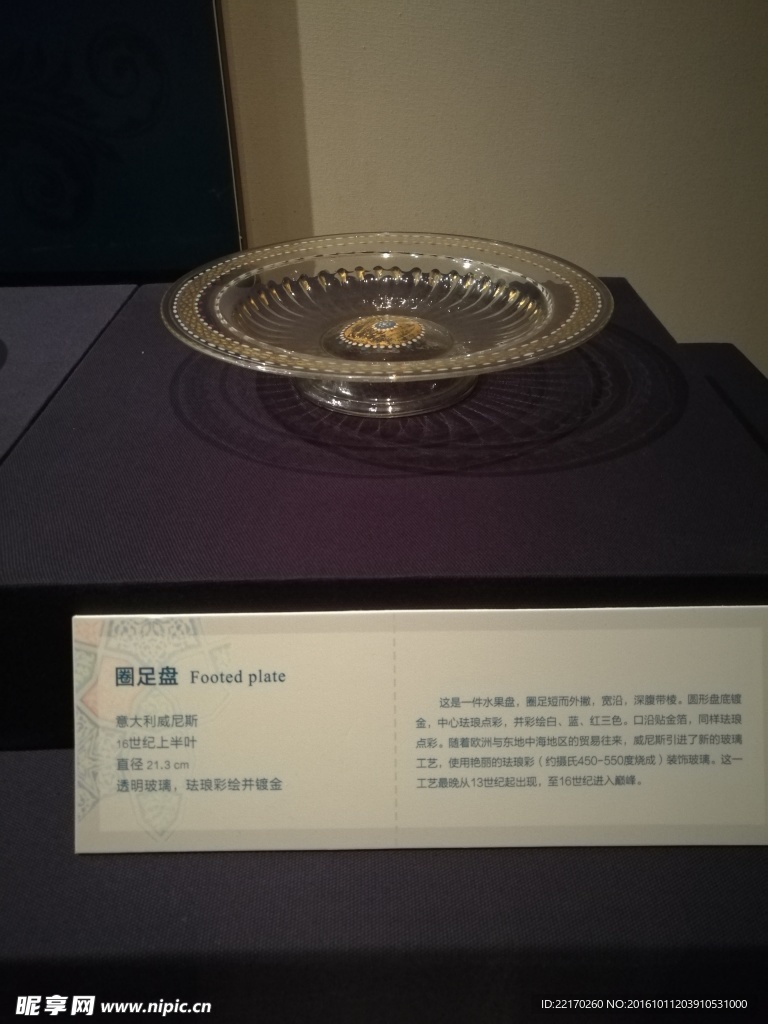 圈足盘 Footed plate
意大利威尼斯
16世纪上半叶
直径 21.3 cm
透明玻璃，珐琅彩绘并镀金
这是一件水果盘，圈足短而外撇，宽沿，深腹带棱。圆形盘底镀
金，中心珐琅点彩，并彩绘白、蓝、红三色。口沿贴金箔，同样珐琅
点彩。随着欧洲与东地中海地区的贸易往来，威尼斯引进了新的玻璃
工艺，使用艳丽的珐琅彩（约摄氏450-550度烧成）装饰玻璃。这一
工艺最晚从13世纪起出现，至16世纪进入巅峰。
昵享网 www.nipic.cn
ID:22170260 NO:20161011203910531000